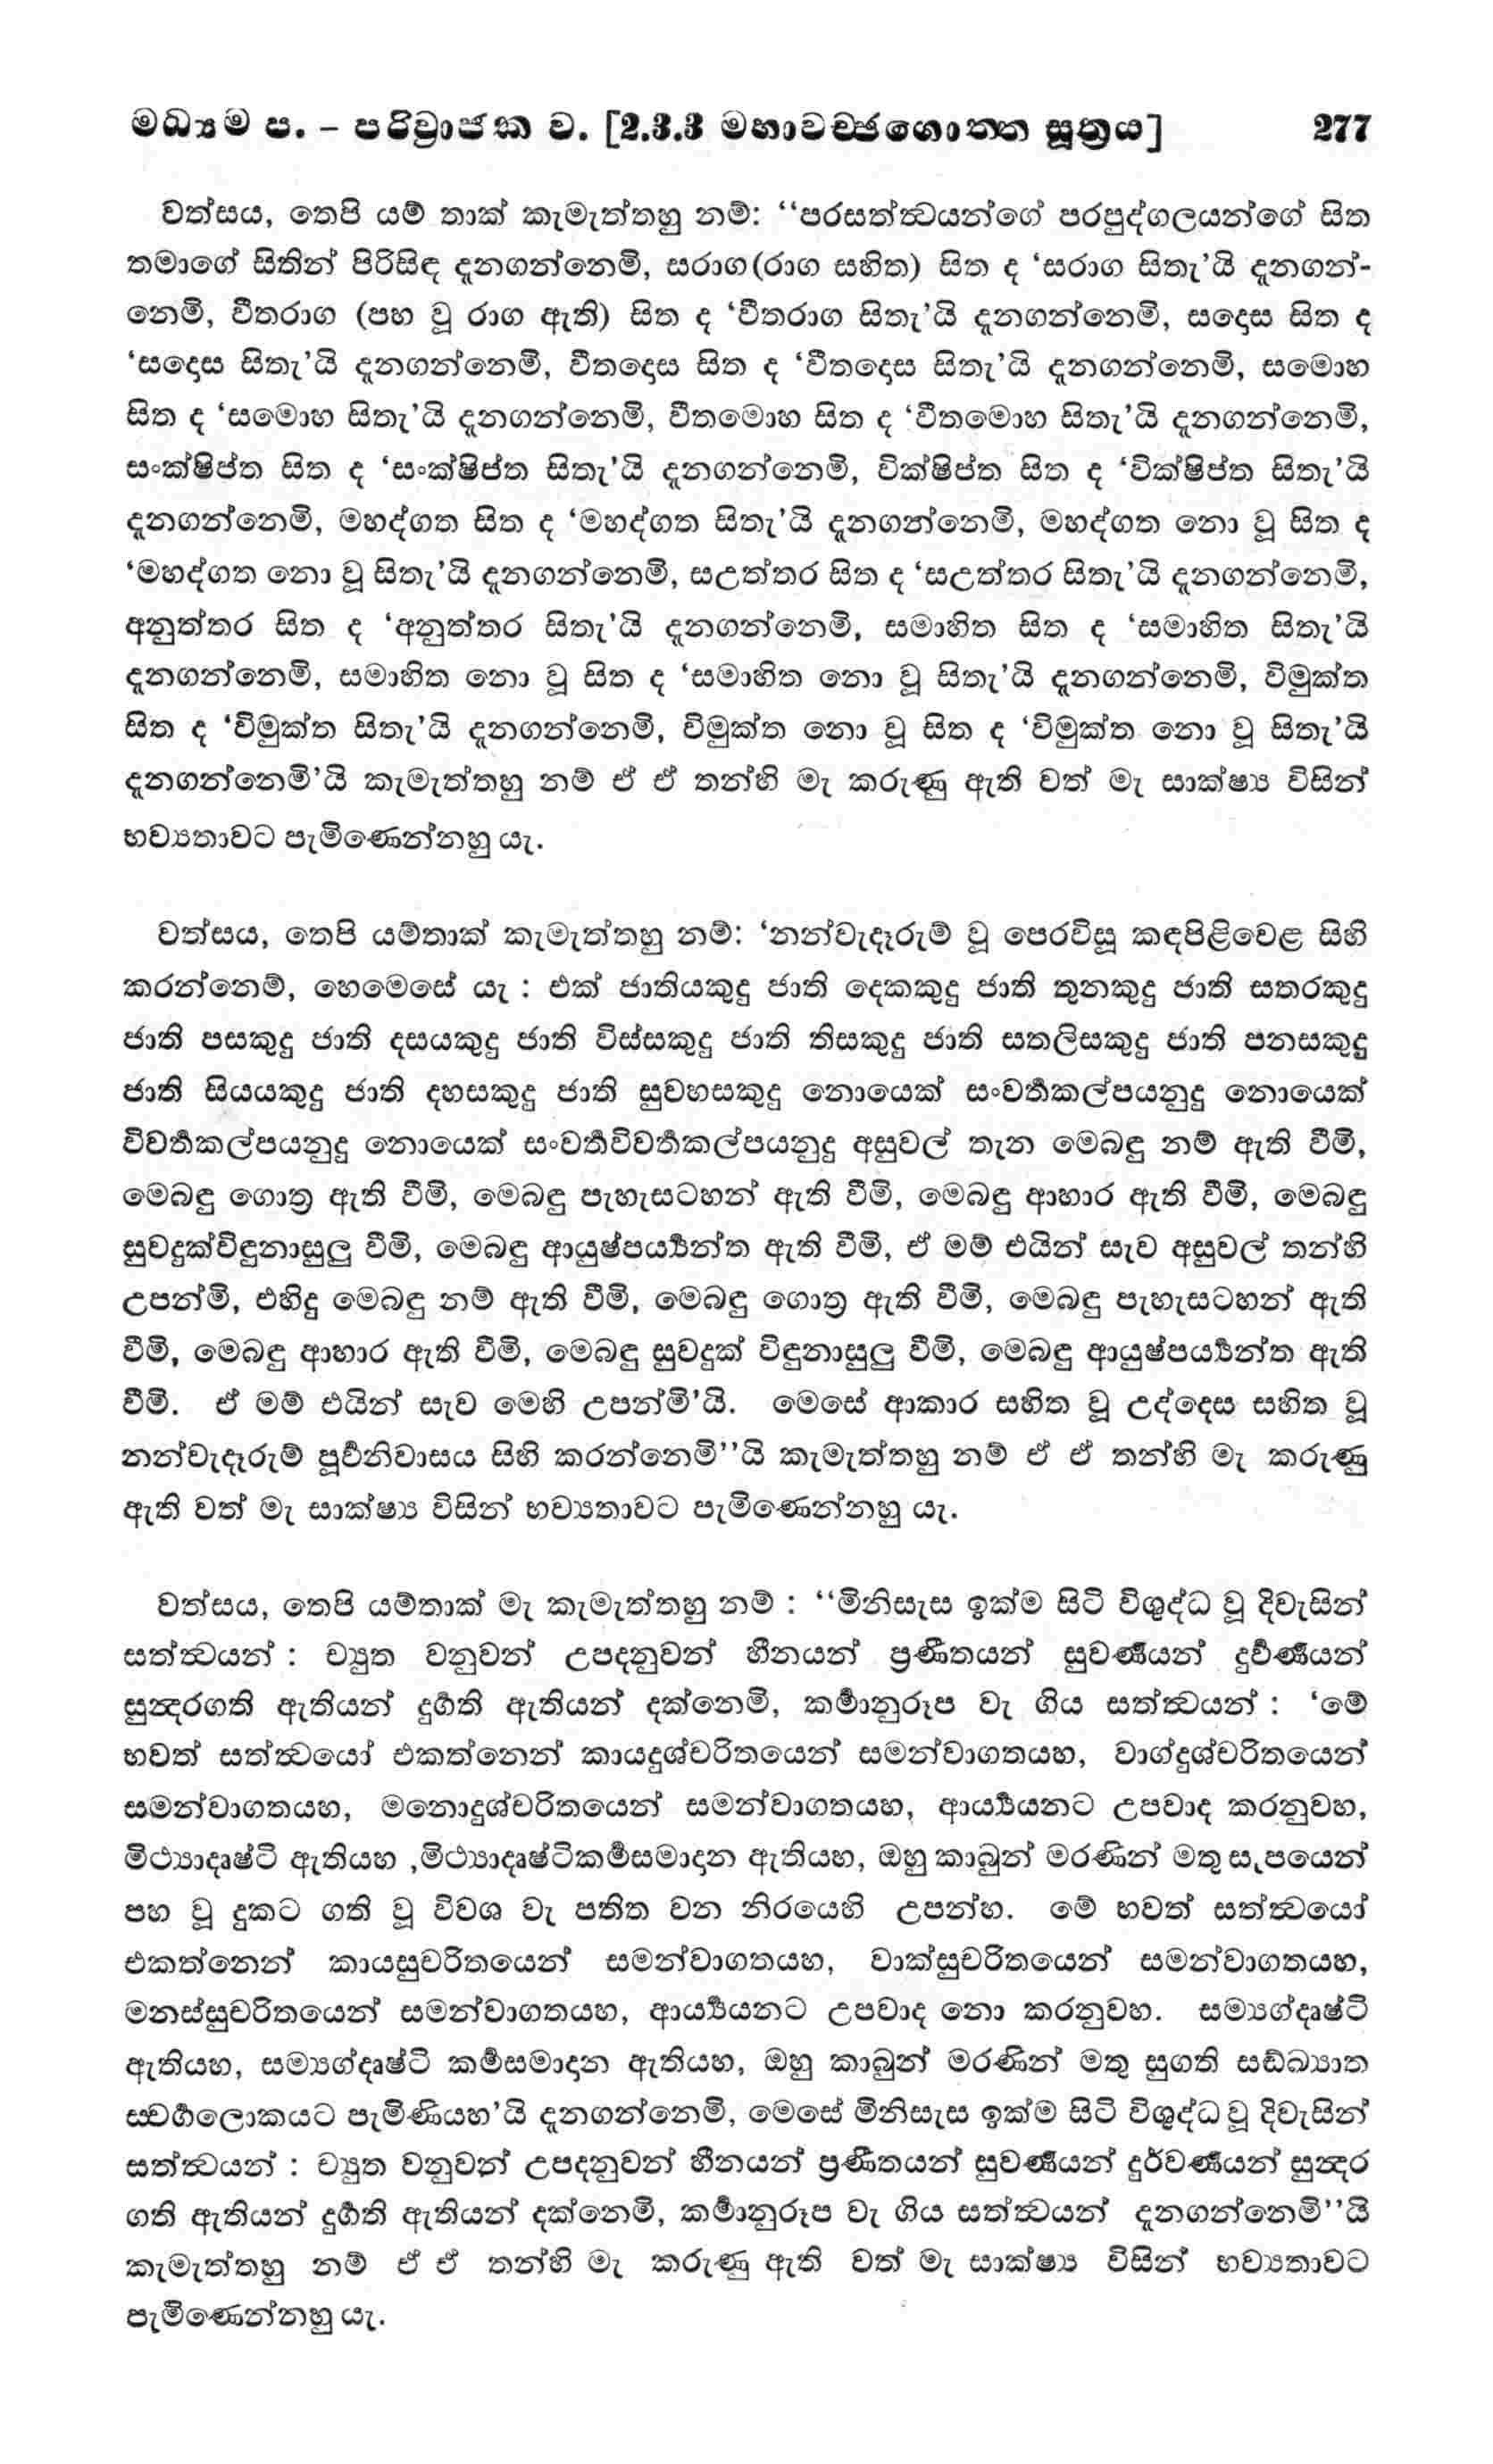 මධ්‍යම ප. – පරිව්‍රාජක ව. [2.3.3 මහාවච්ඡගොත්ත සූත්‍රය] 277
වත්සය, තෙපි යම් තාක් කැමැත්තහු නම්: “පරසත්ත්‍වයන්ගේ පරපුද්ගලයන්ගේ සිත
තමාගේ සිතින් පිරිසිඳ දැනගන්නෙමි, සරාග(රාග සහිත) සිත ද ‘සරාග සිතැ’යි දැනගන්-
නෙමි, වීතරාග (පහ වූ රාග ඇති) සිත ද ‘වීතරාග සිතැ’යි දැනගන්නෙමි, සදොස සිත ද
‘සදොස සිතැ’යි දැනගන්නෙමි, වීතදොස සිත ද ‘වීතදොස සිතැ’යි දැනගන්නෙමි, සමොහ
සිත ද ‘සමොහ සිතැ’යි දැනගන්නෙමි, වීතමොහ සිත ද ‘වීතමොහ සිතැ’යි දැනගන්නෙමි,
සංක්ෂිප්ත සිත ද ‘සංක්ෂිප්ත සිතැ’යි දැනගන්නෙමි, වික්ෂිප්ත සිත ද ‘වික්ෂිප්ත සිතැ’යි
දැනගන්නෙමි, මහද්ගත සිත ද ‘මහද්ගත සිතැ’යි දැනගන්නෙමි, මහද්ගත නො වූ සිත ද
‘මහද්ගත නො වූ සිතැ’යි දැනගන්නෙමි, සඋත්තර සිත ද ‘සඋත්තර සිතැ’යි දැනගන්නෙමි,
අනුත්තර සිත ද ‘අනුත්තර සිතැ’යි දැනගන්නෙමි, සමාහිත සිත ද ‘සමාහිත සිතැ’යි
දැනගන්නෙමි, සමාහිත නො වූ සිත ද ‘සමාහිත නො වූ සිතැ’යි දැනගන්නෙමි, විමුක්ත
සිත ද ‘විමුක්ත සිතැ’යි දැනගන්නෙමි, විමුක්ත නො වූ සිත ද ‘විමුක්ත නො වූ සිතැ’යි
දැනගන්නෙමි’යි කැමැත්තහු නම් ඒ ඒ තන්හි මැ කරුණු ඇති වත් මැ සාක්ෂ්‍ය විසින්
භව්‍යතාවට පැමිණෙන්නහු යැ.
වත්සය, තෙපි යම්තාක් කැමැත්තහු නම්: ‘නන්වැදෑරුම් වූ පෙරවිසූ කඳපිළිවෙළ සිහි
කරන්නෙම්, හෙමෙසේ යැ : එක් ජාතියකුදු ජාති දෙකකුදු ජාති තුනකුදු ජාති සතරකුදු
ජාති පසකුදු ජාති දසයකුදු ජාති විස්සකුදු ජාති තිසකුදු ජාති සතලිසකුදු ජාති පනසකුදු
ජාති සියයකුදු ජාති දහසකුදු ජාති සුවහසකුදු නොයෙක් සංවර්‍තකල්පයනුදු නොයෙක්
විවර්‍තකල්පයනුදු නොයෙක් සංවර්‍තවිවර්‍තකල්පයනුදු අසුවල් තැන මෙබඳු නම් ඇති වීමි,
මෙබඳු ගොත්‍ර ඇති වීමි, මෙබඳු පැහැසටහන් ඇති වීමි, මෙබඳු ආහාර ඇති වීමි, මෙබඳු
සුවදුක්විඳුනාසුලු වීමි, මෙබඳු ආයුෂ්පර්‍ය්‍යන්ත ඇති වීමි, ඒ මම් එයින් සැව අසුවල් තන්හි
උපන්මි, එහිදු මෙබඳු නම් ඇති වීමි, මෙබඳු ගොත්‍ර ඇති වීමි, මෙබඳු පැහැසටහන් ඇති
වීමි, මෙබඳු ආහාර ඇති වීමි, මෙබඳු සුවදුක් විඳුනාසුලු වීමි, මෙබඳු ආයුෂ්පර්‍ය්‍යන්ත ඇති
වීමි. ඒ මම් එයින් සැව මෙහි උපන්මි’යි. මෙසේ ආකාර සහිත වූ උද්දෙස සහිත වූ
නන්වැදෑරුම් පූර්‍වනිවාසය සිහි කරන්නෙමි”යි කැමැත්තහු නම් ඒ ඒ තන්හි මැ කරුණු
ඇති වත් මැ සාක්ෂ්‍ය විසින් භව්‍යතාවට පැමිණෙන්නහු යැ.
වත්සය, තෙපි යම්තාක් මැ කැමැත්තහු නම් : “මිනිසැස ඉක්ම සිටි විශුද්ධ වූ දිවැසින්
සත්ත්‍වයන් : ච්‍යුත වනුවන් උපදනුවන් හීනයන් ප්‍රණීතයන් සුවර්‍ණයන් දුර්‍වර්‍ණයන්
සුන්‍දරගති ඇතියන් දුර්‍ගති ඇතියන් දක්නෙමි, කර්‍මානුරූප වැ ගිය සත්ත්‍වයන් : ‘මේ
භවත් සත්ත්‍වයෝ එකත්නෙන් කායදුශ්චරිතයෙන් සමන්වාගතයහ, වාග්දුශ්චරිතයෙන්
සමන්වාගතයහ, මනොදුශ්චරිතයෙන් සමන්වාගතයහ, ආර්‍ය්‍යයනට උපවාද කරනුවහ,
මිථ්‍යාදෘෂ්ටි ඇතියහ ,මිථ්‍යාදෘෂ්ටිකර්‍මසමාදාන ඇතියහ, ඔහු කාබුන් මරණින් මතු සැපයෙන්
පහ වූ දුකට ගති වූ විවශ වැ පතිත වන නිරයෙහි උපන්හ. මේ භවත් සත්ත්‍වයෝ
එකත්නෙන් කායසුචරිතයෙන් සමන්වාගතයහ, වාක්සුචරිතයෙන් සමන්වාගතයහ,
මනස්සුචරිතයෙන් සමන්වාගතයහ, ආර්‍ය්‍යයනට උපවාද නො කරනුවහ. සම්‍යග්දෘෂ්ටි
ඇතියහ, සම්‍යග්දෘෂ්ටි කර්‍මසමාදාන ඇතියහ, ඔහු කාබුන් මරණින් මතු සුගති සඞ්ඛ්‍යාත
ස්‍වර්‍ගලොකයට පැමිණියහ’යි දැනගන්නෙමි, මෙසේ මිනිසැස ඉක්ම සිටි විශුද්ධ වූ දිවැසින්
සත්ත්‍වයන් : ච්‍යුත වනුවන් උපදනුවන් හීනයන් ප්‍රණීතයන් සුවර්‍ණයන් දුර්වර්‍ණයන් සුන්‍දර
ගති ඇතියන් දුර්‍ගති ඇතියන් දක්නෙමි, කර්‍මානුරූප වැ ගිය සත්ත්‍වයන් දැනගන්නෙමි”යි
කැමැත්තහු නම් ඒ ඒ තන්හි මැ කරුණු ඇති වත් මැ සාක්ෂ්‍ය විසින් භව්‍යතාවට
පැමිණෙන්නහු යැ.